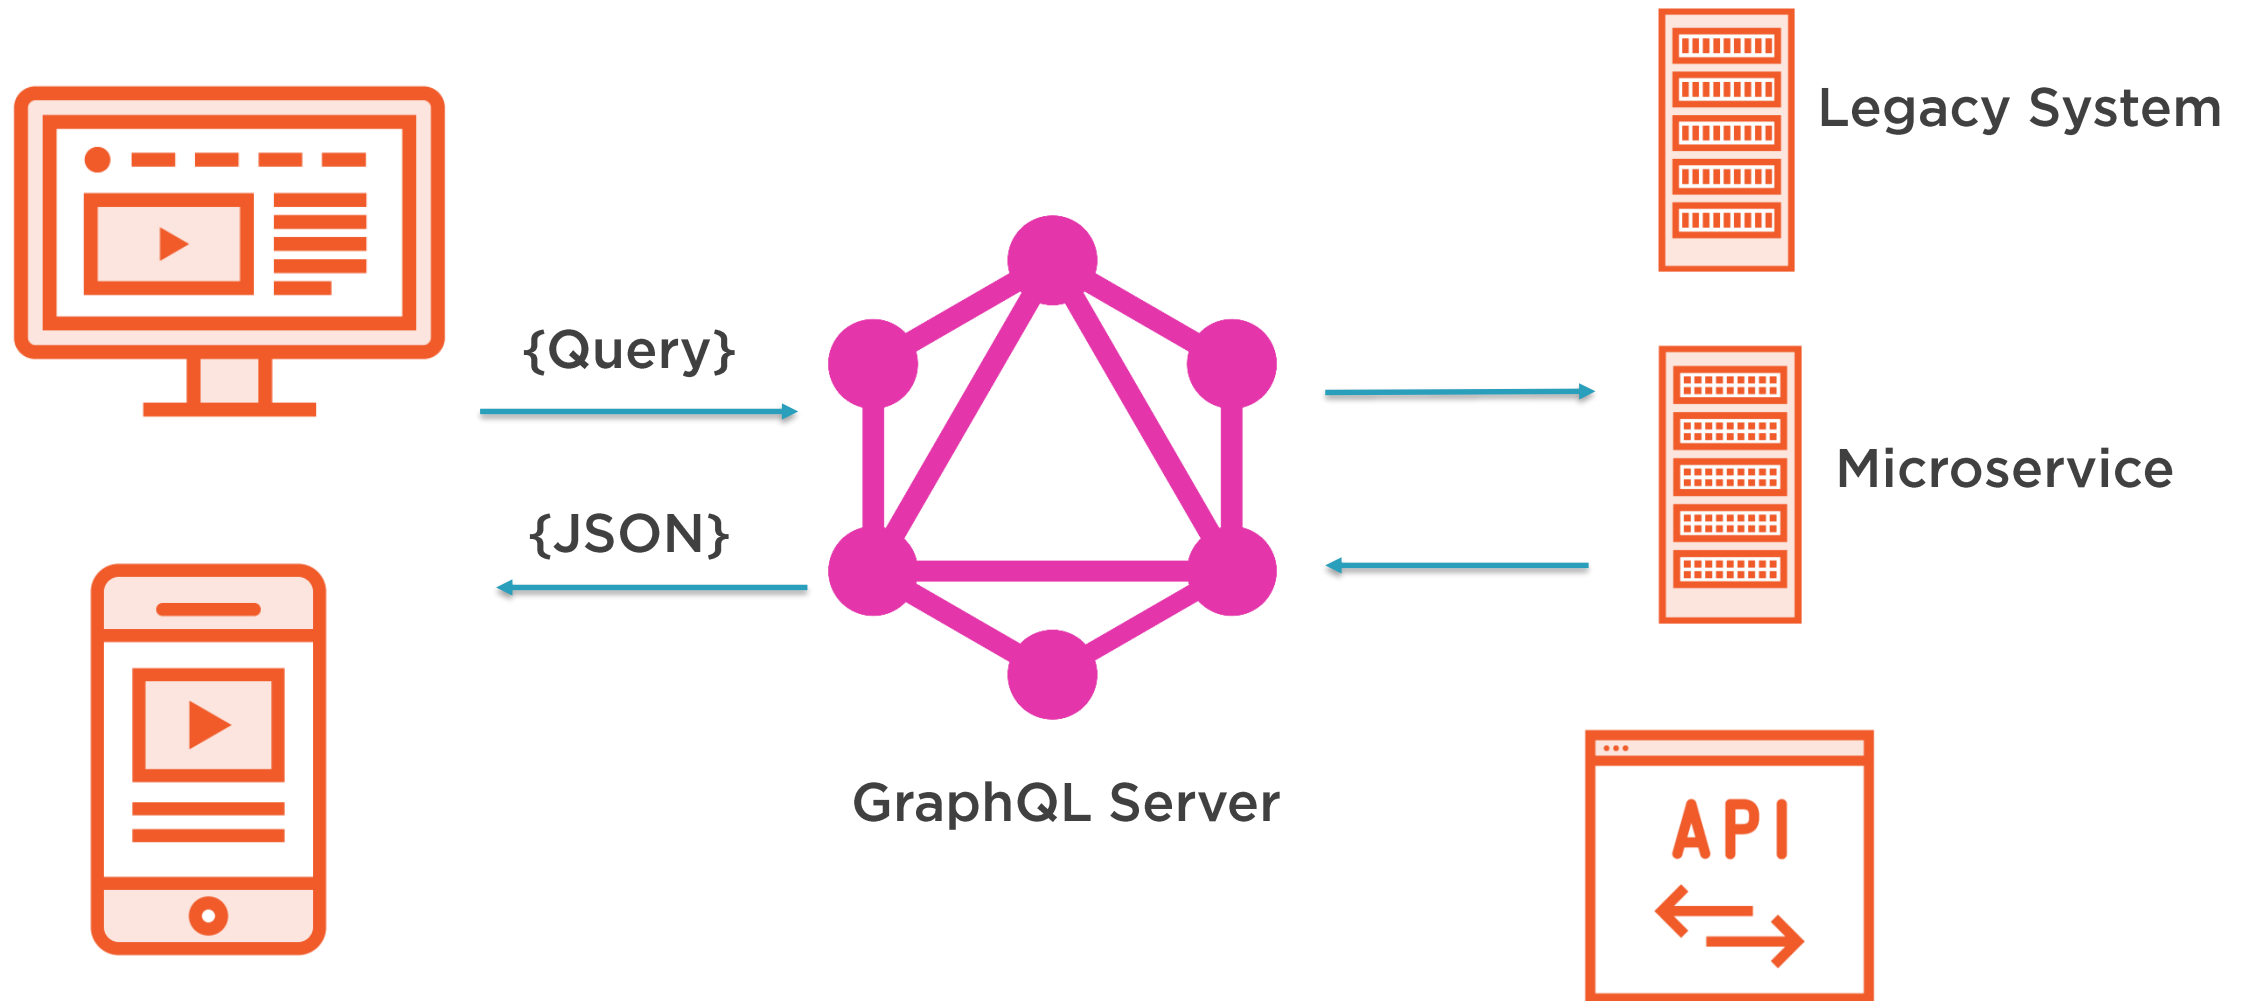 Legacy System
{Query}
Microservice
{JSON}
GraphQL Server
API